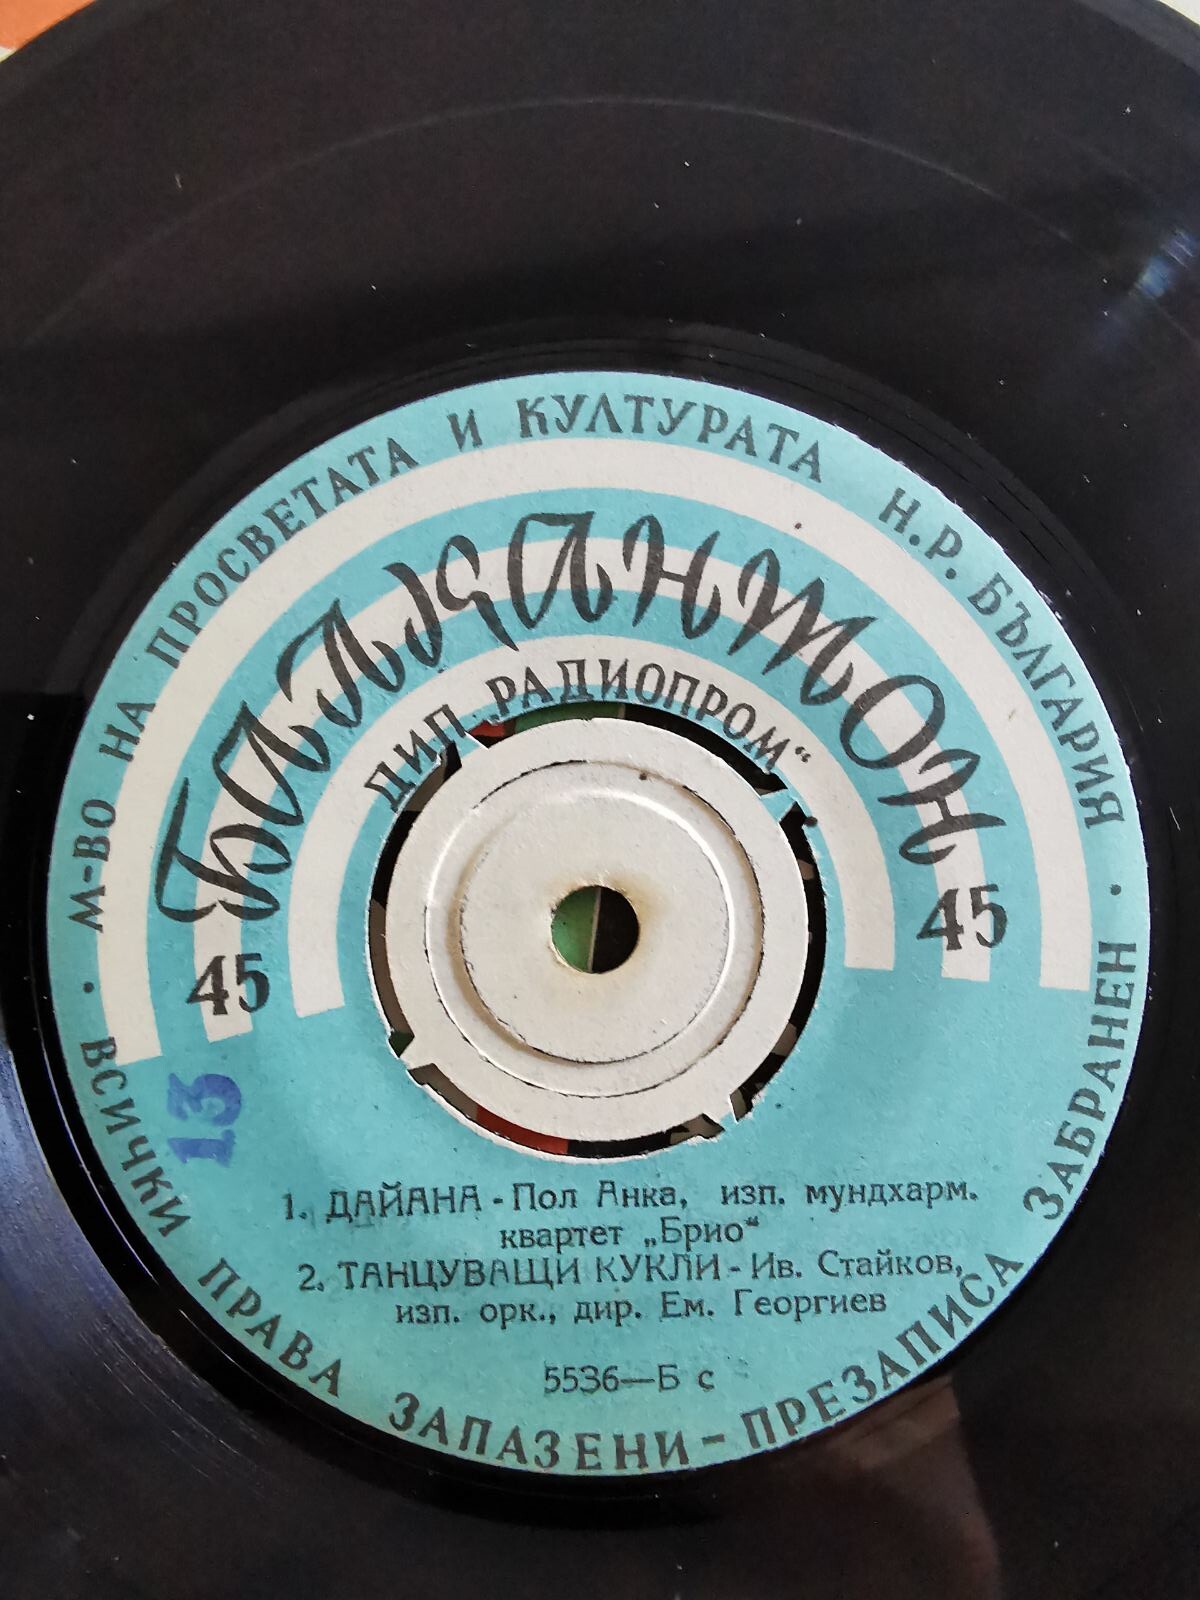 М-ВО НА ПРОСВЕТАТА И КУЛТУРАТА Н.Р. БЪЛГАРИЯ
БАЛКАНТОН
ДИП „РАДИОПРОМ“
45
45
13
1. ДАЙАНА - Пол Анка, изп. мундхарм.
квартет „Брио“
2. ТАНЦУВАЩИ КУКЛИ - Ив. Стайков,
изп. орк., дир. Ем. Георгиев
5536—Б с
ВСИЧКИ ПРАВА ЗАПАЗЕНИ - ПРЕЗАПИСА ЗАБРАНЕН